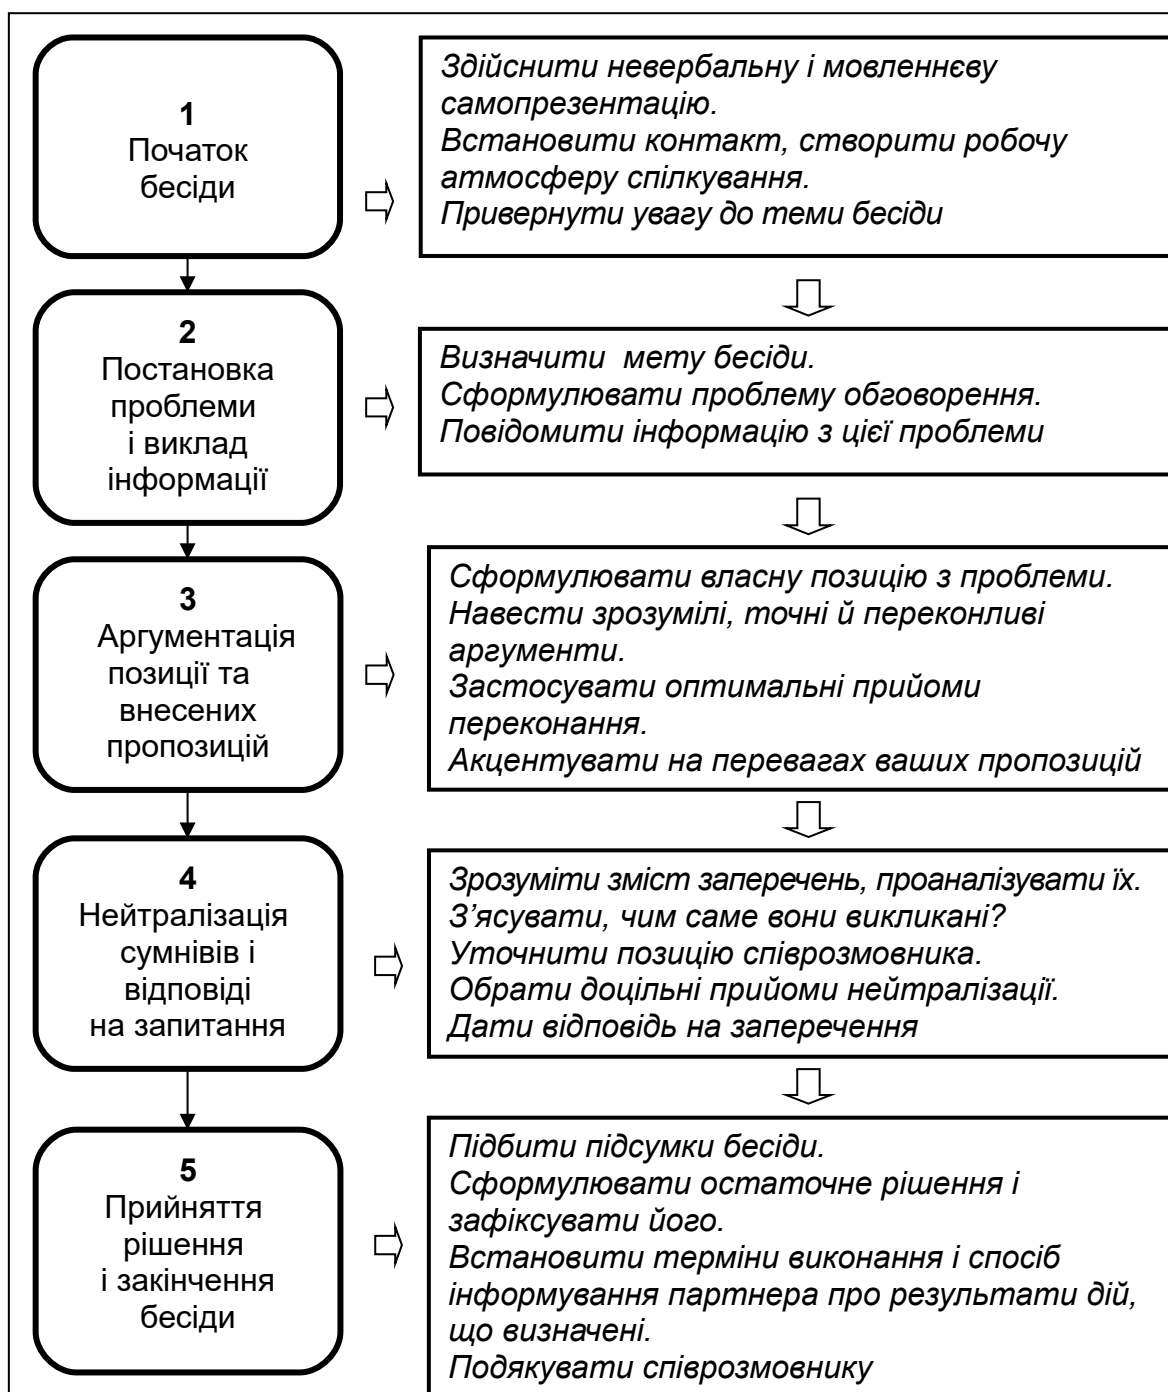 1
Початок
бесіди
Здійснити невербальну і мовленнєву
самопрезентацію.
Встановити контакт, створити робочу
атмосферу спілкування.
Привернути увагу до теми бесіди
2
Постановка
проблеми
і виклад
інформації
Визначити мету бесіди.
Сформулювати проблему обговорення.
Повідомити інформацію з цієї проблеми
3
Аргументація
позиції та
внесених
пропозицій
Сформулювати власну позицію з проблеми.
Навести зрозумілі, точні й переконливі
аргументи.
Застосувати оптимальні прийоми
переконання.
Акцентувати на перевагах ваших пропозицій
4
Нейтралізація
сумнівів і
відповіді
на запитання
Зрозуміти зміст заперечень, проаналізувати їх.
З’ясувати, чим саме вони викликані?
Уточнити позицію співрозмовника.
Обрати доцільні прийоми нейтралізації.
Дати відповідь на заперечення
5
Прийняття
рішення
і закінчення
бесіди
Підбити підсумки бесіди.
Сформулювати остаточне рішення і
зафіксувати його.
Встановити терміни виконання і спосіб
інформування партнера про результати дій,
що визначені.
Подякувати співрозмовнику